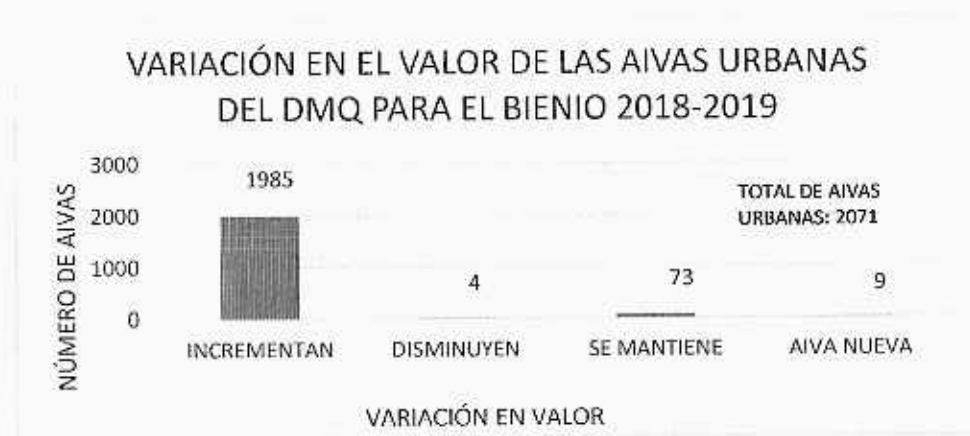 VARIACIÓN EN EL VALOR DE LAS AIVAS URBANAS
DEL DMQ PARA EL BIENIO 2018-2019
NÚMERO DE AIVAS
3000
2000
1000
0
1985
4
73
9
TOTAL DE AIVAS
URBANAS: 2071
INCREMENTAN
DISMINUYEN
SE MANTIENE
AIVA NUEVA
VARIACIÓN EN VALOR